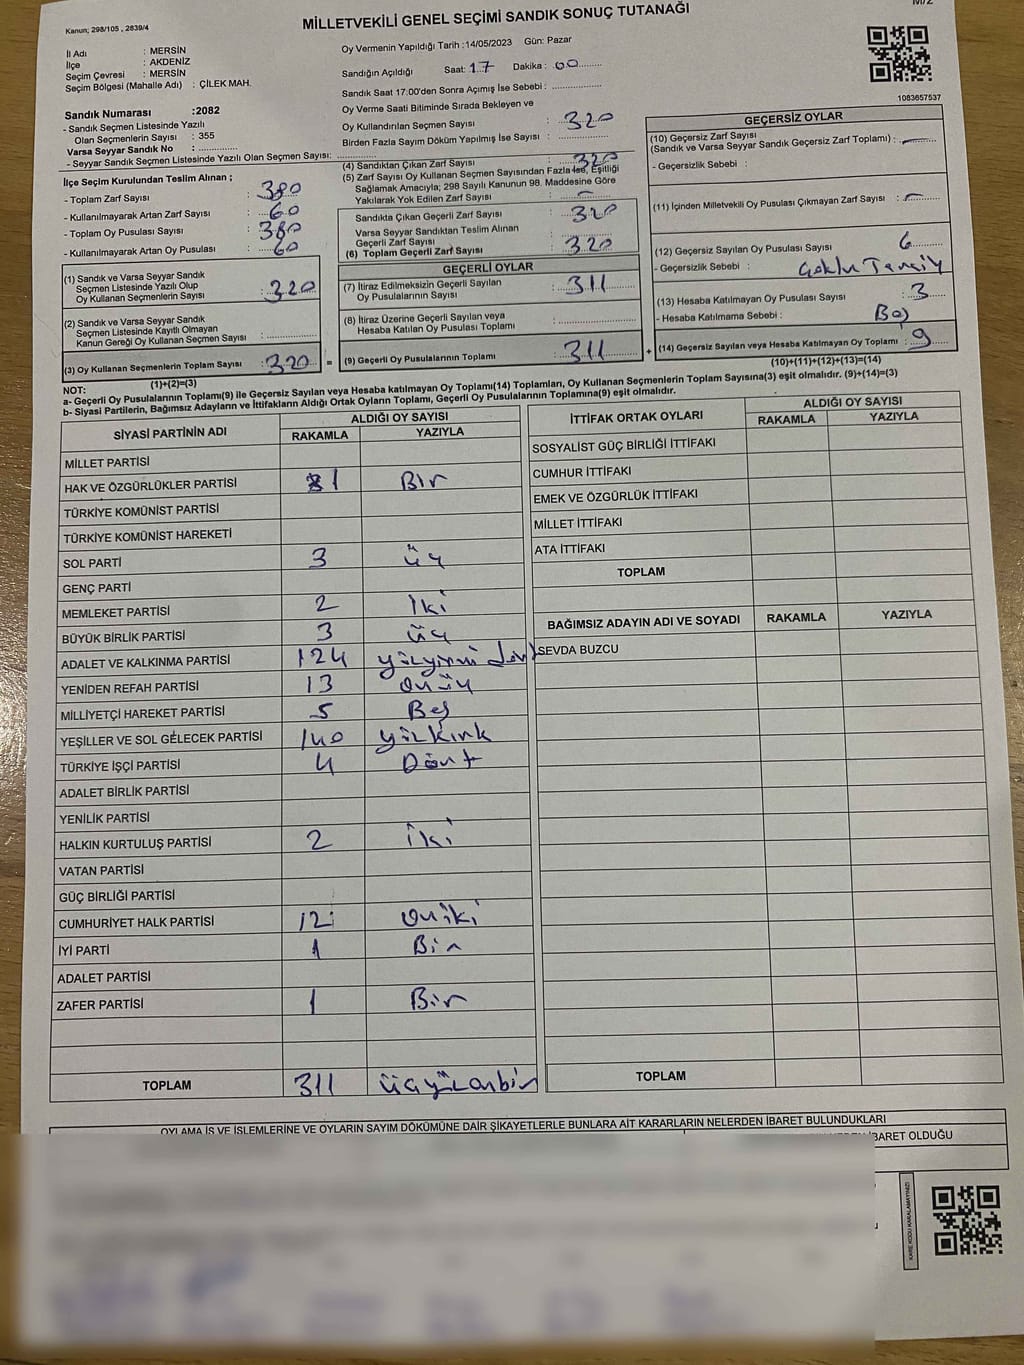 M/2
MİLLETVEKİLİ GENEL SEÇİMİ SANDIK SONUÇ TUTANAĞI
Kanun; 298/105 , 2839/4
İl Adı : MERSİN
İlçe : AKDENİZ
Seçim Çevresi : MERSİN
Seçim Bölgesi (Mahalle Adı) : ÇİLEK MAH.
Sandık Numarası :2082
- Sandık Seçmen Listesinde Yazılı
Olan Seçmenlerin Sayısı : 355
Varsa Seyyar Sandık No :
- Seyyar Sandık Seçmen Listesinde Yazılı Olan Seçmen Sayısı:
Oy Vermenin Yapıldığı Tarih :14/05/2023 Gün: Pazar
Sandığın Açıldığı Saat: 17 Dakika : 00
Sandık Saat 17:00'den Sonra Açımış İse Sebebi :
Oy Verme Saati Bitiminde Sırada Bekleyen ve
Oy Kullandırılan Seçmen Sayısı : 320
Birden Fazla Sayım Döküm Yapılmış İse Sayısı :
1083657537
İlçe Seçim Kurulundan Teslim Alınan ;
- Toplam Zarf Sayısı : 380
- Kullanılmayarak Artan Zarf Sayısı : 60
- Toplam Oy Pusulası Sayısı : 380
- Kullanılmayarak Artan Oy Pusulası : 60
(4) Sandıktan Çıkan Zarf Sayısı : 320
(5) Zarf Sayısı Oy Kullanan Seçmen Sayısından Fazla İse, Eşitliği
Sağlamak Amacıyla; 298 Sayılı Kanunun 98. Maddesine Göre
Yakılarak Yok Edilen Zarf Sayısı : -
Sandıkta Çıkan Geçerli Zarf Sayısı : 320
Varsa Seyyar Sandıktan Teslim Alınan
Geçerli Zarf Sayısı :
(6) Toplam Geçerli Zarf Sayısı : 320
GEÇERSİZ OYLAR
(10) Geçersiz Zarf Sayısı
(Sandık ve Varsa Seyyar Sandık Geçersiz Zarf Toplamı) : -
- Geçersizlik Sebebi :
(11) İçinden Milletvekili Oy Pusulası Çıkmayan Zarf Sayısı : -
(12) Geçersiz Sayılan Oy Pusulası Sayısı : 6
- Geçersizlik Sebebi :
(13) Hesaba Katılmayan Oy Pusulası Sayısı : 3
- Hesaba Katılmama Sebebi : Boş
(14) Geçersiz Sayılan veya Hesaba Katılmayan Oy Toplamı : 9
(10)+(11)+(12)+(13)=(14)
(1) Sandık ve Varsa Seyyar Sandık
Seçmen Listesinde Yazılı Olup
Oy Kullanan Seçmenlerin Sayısı : 320
(2) Sandık ve Varsa Seyyar Sandık
Seçmen Listesinde Kayıtlı Olmayan
Kanun Gereği Oy Kullanan Seçmen Sayısı :
(3) Oy Kullanan Seçmenlerin Toplam Sayısı : 320 =
(1)+(2)=(3)
GEÇERLİ OYLAR
(7) İtiraz Edilmeksizin Geçerli Sayılan
Oy Pusulalarının Sayısı : 311
(8) İtiraz Üzerine Geçerli Sayılan veya
Hesaba Katılan Oy Pusulası Toplamı :
(9) Geçerli Oy Pusulalarının Toplamı : 311 +
NOT:
a- Geçerli Oy Pusulalarının Toplamı(9) ile Geçersiz Sayılan veya Hesaba katılmayan Oy Toplamı(14) Toplamları, Oy Kullanan Seçmenlerin Toplam Sayısına(3) eşit olmalıdır. (9)+(14)=(3)
b- Siyasi Partilerin, Bağımsız Adayların ve İttifakların Aldığı Ortak Oyların Toplamı, Geçerli Oy Pusulalarının Toplamına(9) eşit olmalıdır.
SİYASİ PARTİNİN ADI ALDIĞI OY SAYISI
RAKAMLA YAZIYLA
MİLLET PARTİSİ
HAK VE ÖZGÜRLÜKLER PARTİSİ 1 Bir
TÜRKİYE KOMÜNİST PARTİSİ
TÜRKİYE KOMÜNİST HAREKETİ
SOL PARTİ 3 üç
GENÇ PARTİ
MEMLEKET PARTİSİ 2 İki
BÜYÜK BİRLİK PARTİSİ 3 üç
ADALET VE KALKINMA PARTİSİ 124 yüzyirmi dört
YENİDEN REFAH PARTİSİ 13 onüç
MİLLİYETÇİ HAREKET PARTİSİ 5 Beş
YEŞİLLER VE SOL GELECEK PARTİSİ 140 yüzkırk
TÜRKİYE İŞÇİ PARTİSİ 4 Dört
ADALET BİRLİK PARTİSİ
YENİLİK PARTİSİ
HALKIN KURTULUŞ PARTİSİ 2 iki
VATAN PARTİSİ
GÜÇ BİRLİĞİ PARTİSİ
CUMHURİYET HALK PARTİSİ 12 oniki
İYİ PARTİ 1 Bir
ADALET PARTİSİ
ZAFER PARTİSİ 1 Bir
TOPLAM 311 üçyüzonbir
İTTİFAK ORTAK OYLARI ALDIĞI OY SAYISI
RAKAMLA YAZIYLA
SOSYALİST GÜÇ BİRLİĞİ İTTİFAKI
CUMHUR İTTİFAKI
EMEK VE ÖZGÜRLÜK İTTİFAKI
MİLLET İTTİFAKI
ATA İTTİFAKI
TOPLAM
BAĞIMSIZ ADAYIN ADI VE SOYADI RAKAMLA YAZIYLA
SEVDA BUZCU
TOPLAM
OYLAMA İŞ VE İŞLEMLERİNE VE OYLARIN SAYIM DÖKÜMÜNE DAİR ŞİKAYETLERLE BUNLARA AİT KARARLARIN NELERDEN İBARET BULUNDUKLARI
İBARET OLDUĞU
KARE KODU KARALAMAYINIZ!